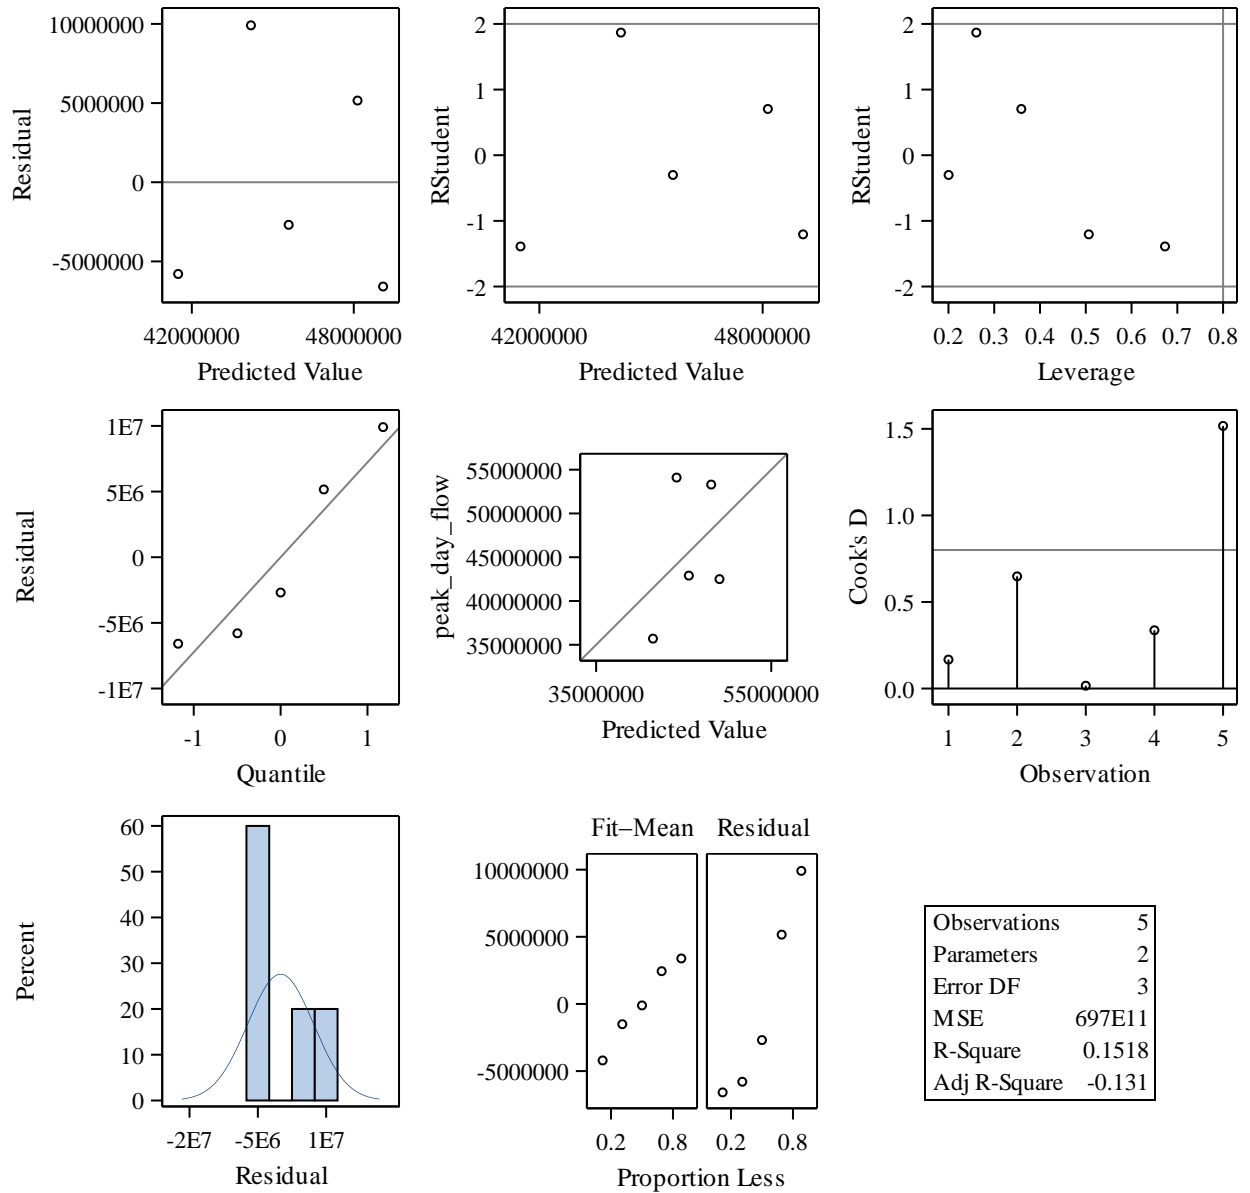 10000000
5000000
0
-5000000
Residual
42000000 48000000
Predicted Value
2
1
0
-1
-2
RStudent
42000000 48000000
Predicted Value
2
1
0
-1
-2
RStudent
0.2 0.3 0.4 0.5 0.6 0.7 0.8
Leverage
1E7
5E6
0
-5E6
-1E7
Residual
-1 0 1
Quantile
55000000
50000000
45000000
40000000
35000000
peak_day_flow
35000000 55000000
Predicted Value
1.5
1.0
0.5
0.0
Cook's D
1 2 3 4 5
Observation
60
50
40
30
20
10
0
Percent
-2E7 -5E6 1E7
Residual
Fit–Mean Residual
10000000
5000000
0
-5000000
0.2 0.8 0.2 0.8
Proportion Less
Observations 5
Parameters 2
Error DF 3
MSE 697E11
R-Square 0.1518
Adj R-Square -0.131